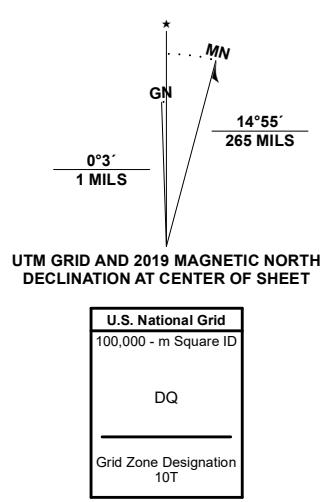 ★
MN
GN
14°55´
265 MILS
0°3´
1 MILS
UTM GRID AND 2019 MAGNETIC NORTH
DECLINATION AT CENTER OF SHEET
U.S. National Grid
100,000 - m Square ID
DQ
Grid Zone Designation
10T